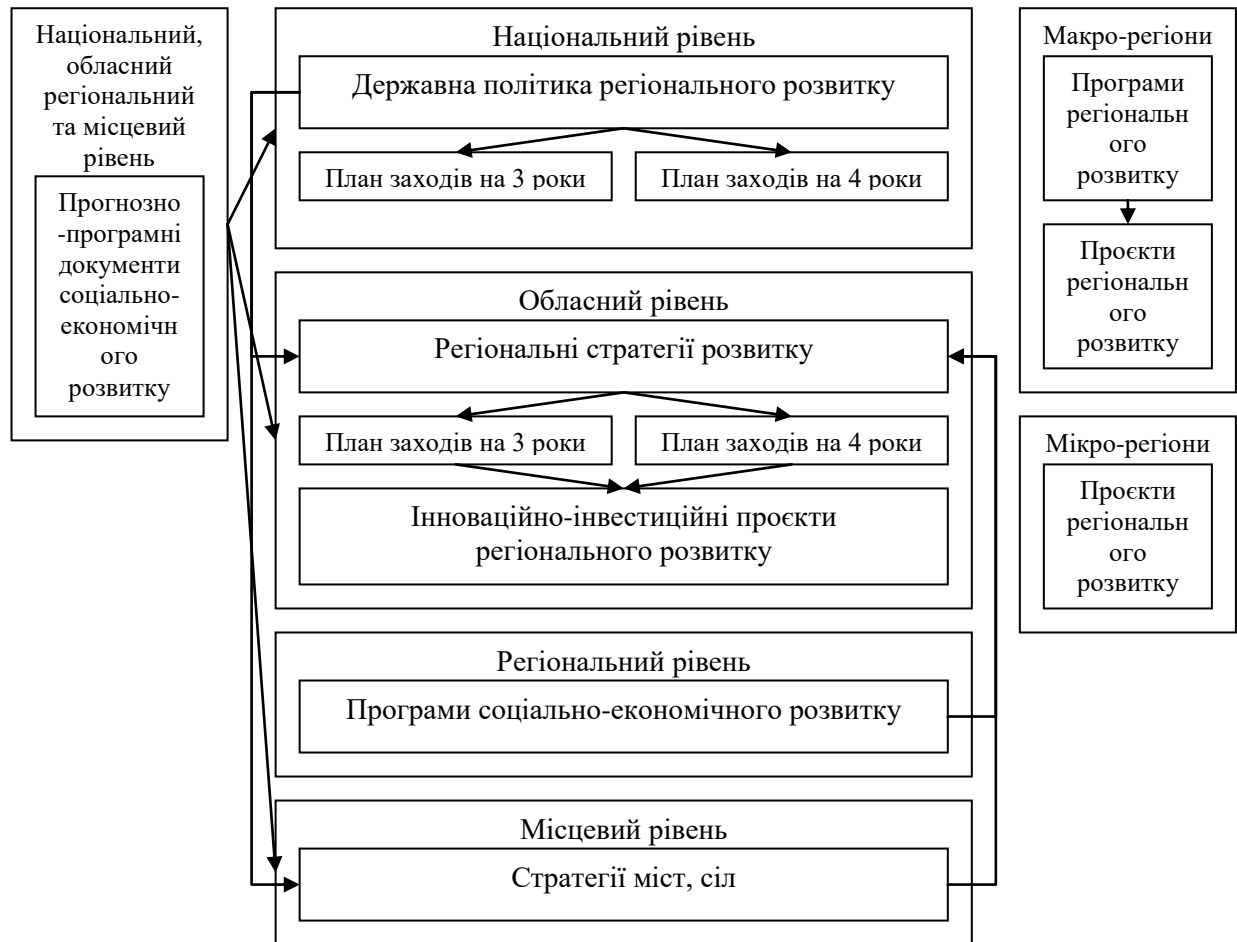 Національний,
обласний
регіональний
та місцевий
рівень
Прогнозно
-програмні
документи
соціально-
економічн
ого
розвитку
Національний рівень
Державна політика регіонального розвитку
План заходів на 3 роки
План заходів на 4 роки
Обласний рівень
Регіональні стратегії розвитку
План заходів на 3 роки
План заходів на 4 роки
Інноваційно-інвестиційні проєкти
регіонального розвитку
Регіональний рівень
Програми соціально-економічного розвитку
Місцевий рівень
Стратегії міст, сіл
Макро-регіони
Програми
регіональн
ого
розвитку
Проєкти
регіональн
ого
розвитку
Мікро-регіони
Проєкти
регіональн
ого
розвитку